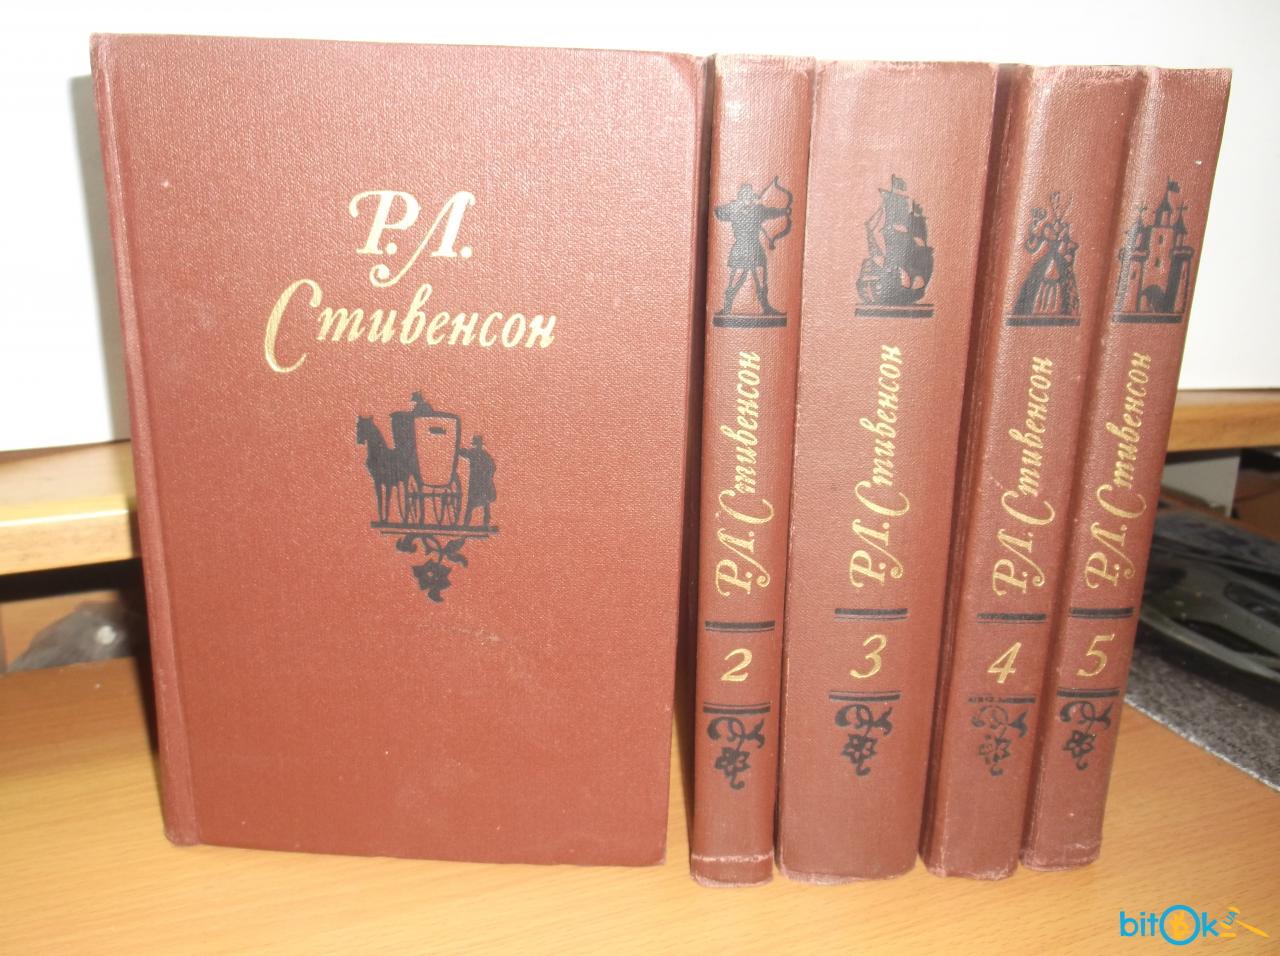 Р.Л.
Стивенсон
Р.Л. Стивенсон
2
Р.Л. Стивенсон
3
Р.Л. Стивенсон
4
Р.Л. Стивенсон
5
bitOk